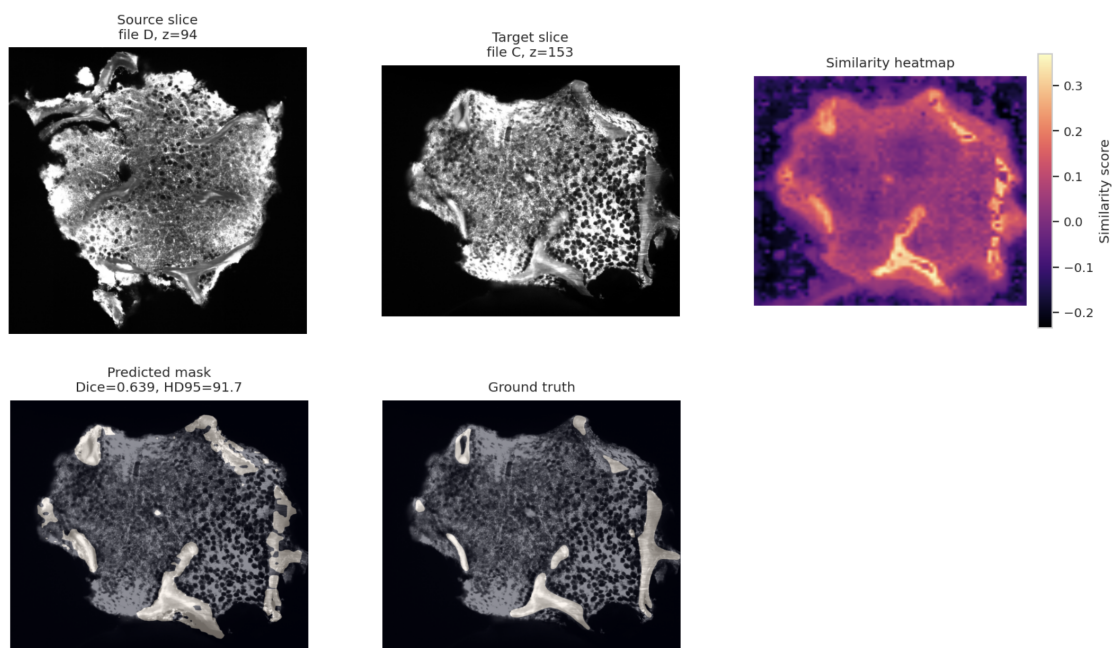 Source slice
file D, z=94
Target slice
file C, z=153
Similarity heatmap
0.3
0.2
0.1
0.0
−0.1
−0.2
Similarity score
Predicted mask
Dice=0.639, HD95=91.7
Ground truth